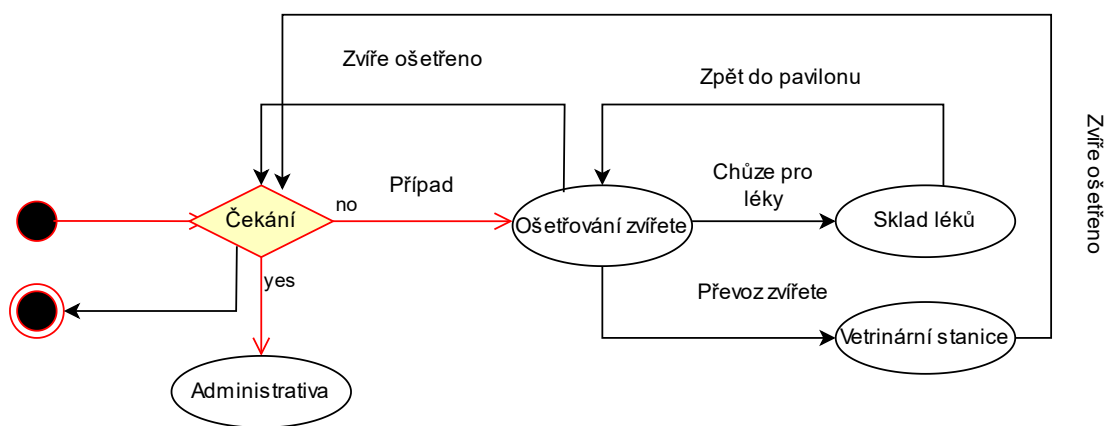 Zvíře ošetřeno
Zpět do pavilonu
Zvíře ošetřeno
Případ
Chůze pro
léky
Čekání
no
Ošetřování zvířete
Sklad léků
yes
Převoz zvířete
Vetrinární stanice
Administrativa